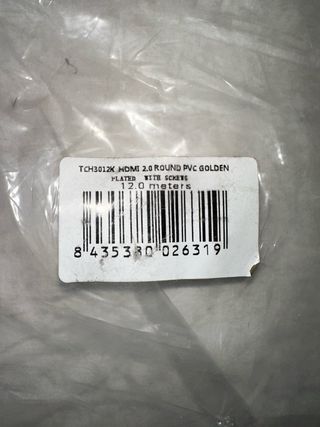 TCH3012K HDMI 2.0 ROUND PVC GOLDEN
PLATED WITH SCREWS
12.0 meters
8 435380 026319